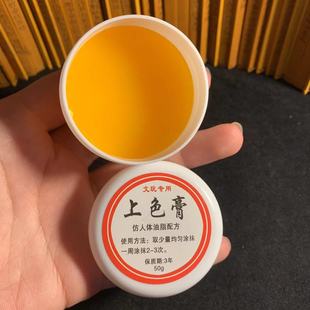 文玩专用
上色膏
仿人体油脂配方
使用方法：取少量均匀涂抹
一周涂抹2-3次。
保质期:3年
50g